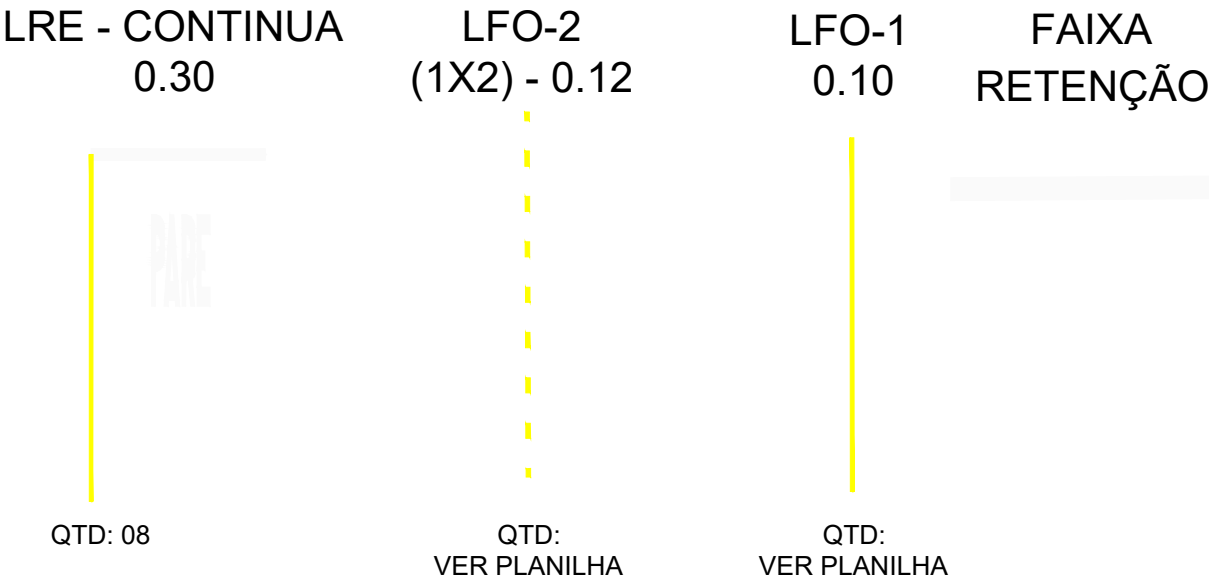 LRE - CONTINUA
0.30
LFO-2
(1X2) - 0.12
LFO-1
0.10
FAIXA
RETENÇÃO
PARE
QTD: 08
QTD:
VER PLANILHA
QTD:
VER PLANILHA